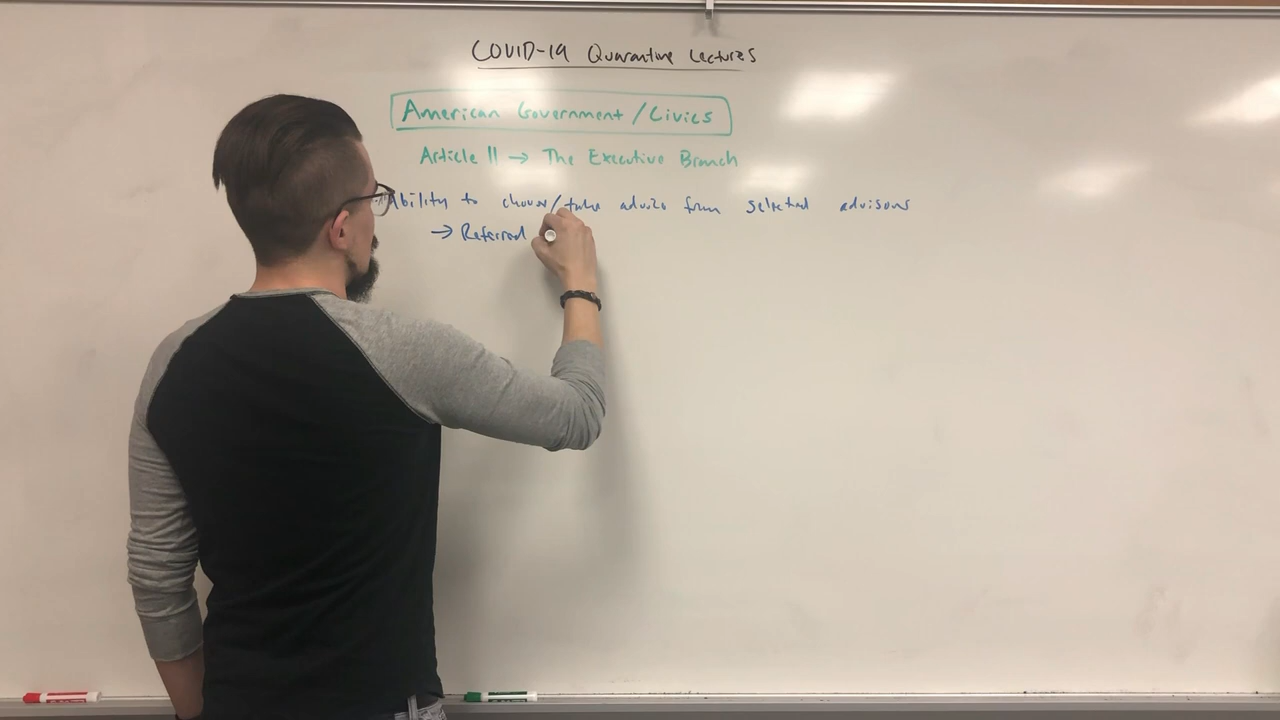 COVID-19 Quarantine Lectures
American Government/Civics
Article II → The Executive Branch
Ability to choose/take advice from selected advisors
→ Referred